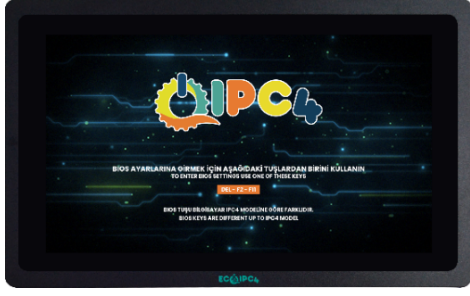 IPC4
BİOS AYARLARINA GİRMEK İÇİN AŞAĞIDAKİ TUŞLARDAN BİRİNİ KULLANIN
TO ENTER BIOS SETTINGS USE ONE OF THESE KEYS
DEL - F2 - F11
BIOS TUŞU BİLGİSAYAR IPC4 MODELİNE GÖRE FARKLIDIR.
BIOS KEYS ARE DIFFERENT UP TO IPC4 MODEL
ECOIPC4